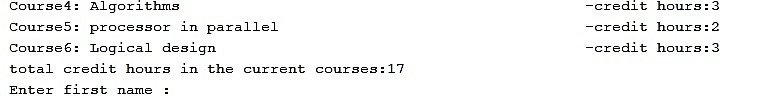 Course4: Algorithms -credit hours:3
Course5: processor in parallel -credit hours:2
Course6: Logical design -credit hours:3
total credit hours in the current courses:17
Enter first name :